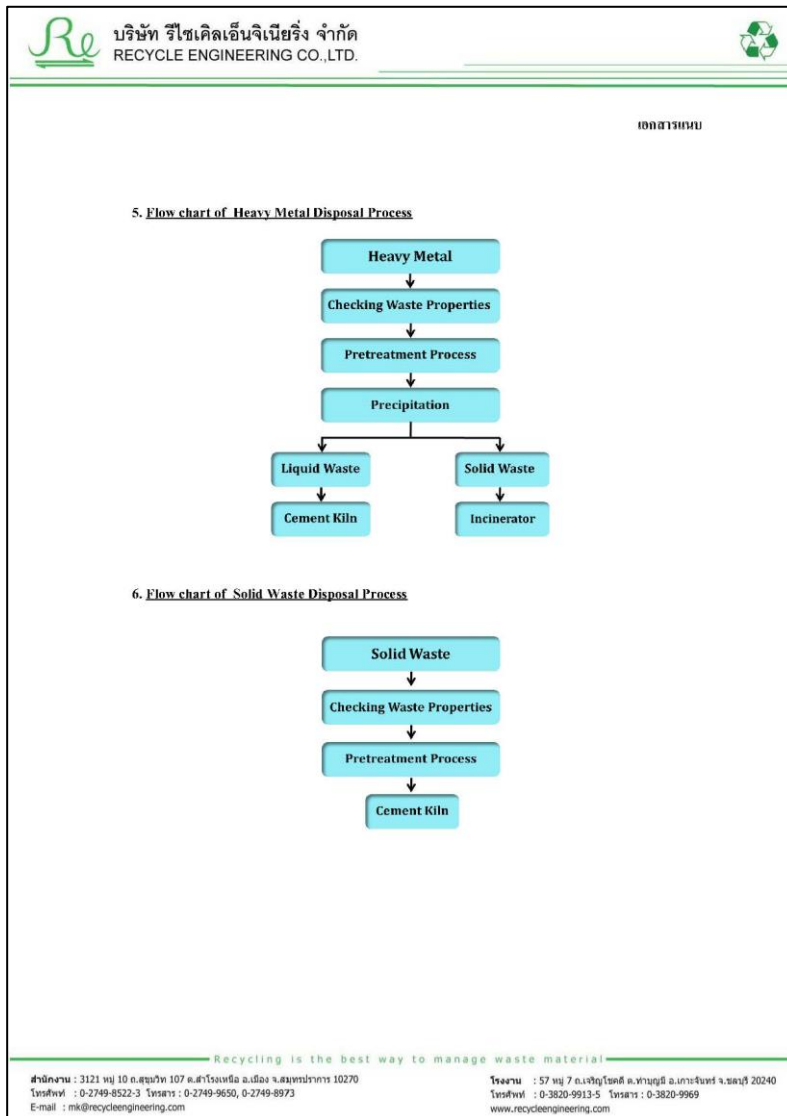 Re บริษัท รีไซเคิลเอ็นจิเนียริ่ง จำกัด
RECYCLE ENGINEERING CO.,LTD.
เอกสารแนบ
5. Flow chart of Heavy Metal Disposal Process
Heavy Metal
Checking Waste Properties
Pretreatment Process
Precipitation
Liquid Waste
Solid Waste
Cement Kiln
Incinerator
6. Flow chart of Solid Waste Disposal Process
Solid Waste
Checking Waste Properties
Pretreatment Process
Cement Kiln
Recycling is the best way to manage waste material
สำนักงาน : 3121 หมู่ 10 ถ.สุขุมวิท 107 ต.สำโรงเหนือ อ.เมือง จ.สมุทรปราการ 10270
โทรศัพท์ : 0-2749-8522-3 โทรสาร : 0-2749-9650, 0-2749-8973
E-mail : mk@recycleengineering.com
โรงงาน : 57 หมู่ 7 ถ.เจริญโชคดี ต.ท่าบุญมี อ.เกาะจันทร์ จ.ชลบุรี 20240
โทรศัพท์ : 0-3820-9913-5 โทรสาร : 0-3820-9969
www.recycleengineering.com